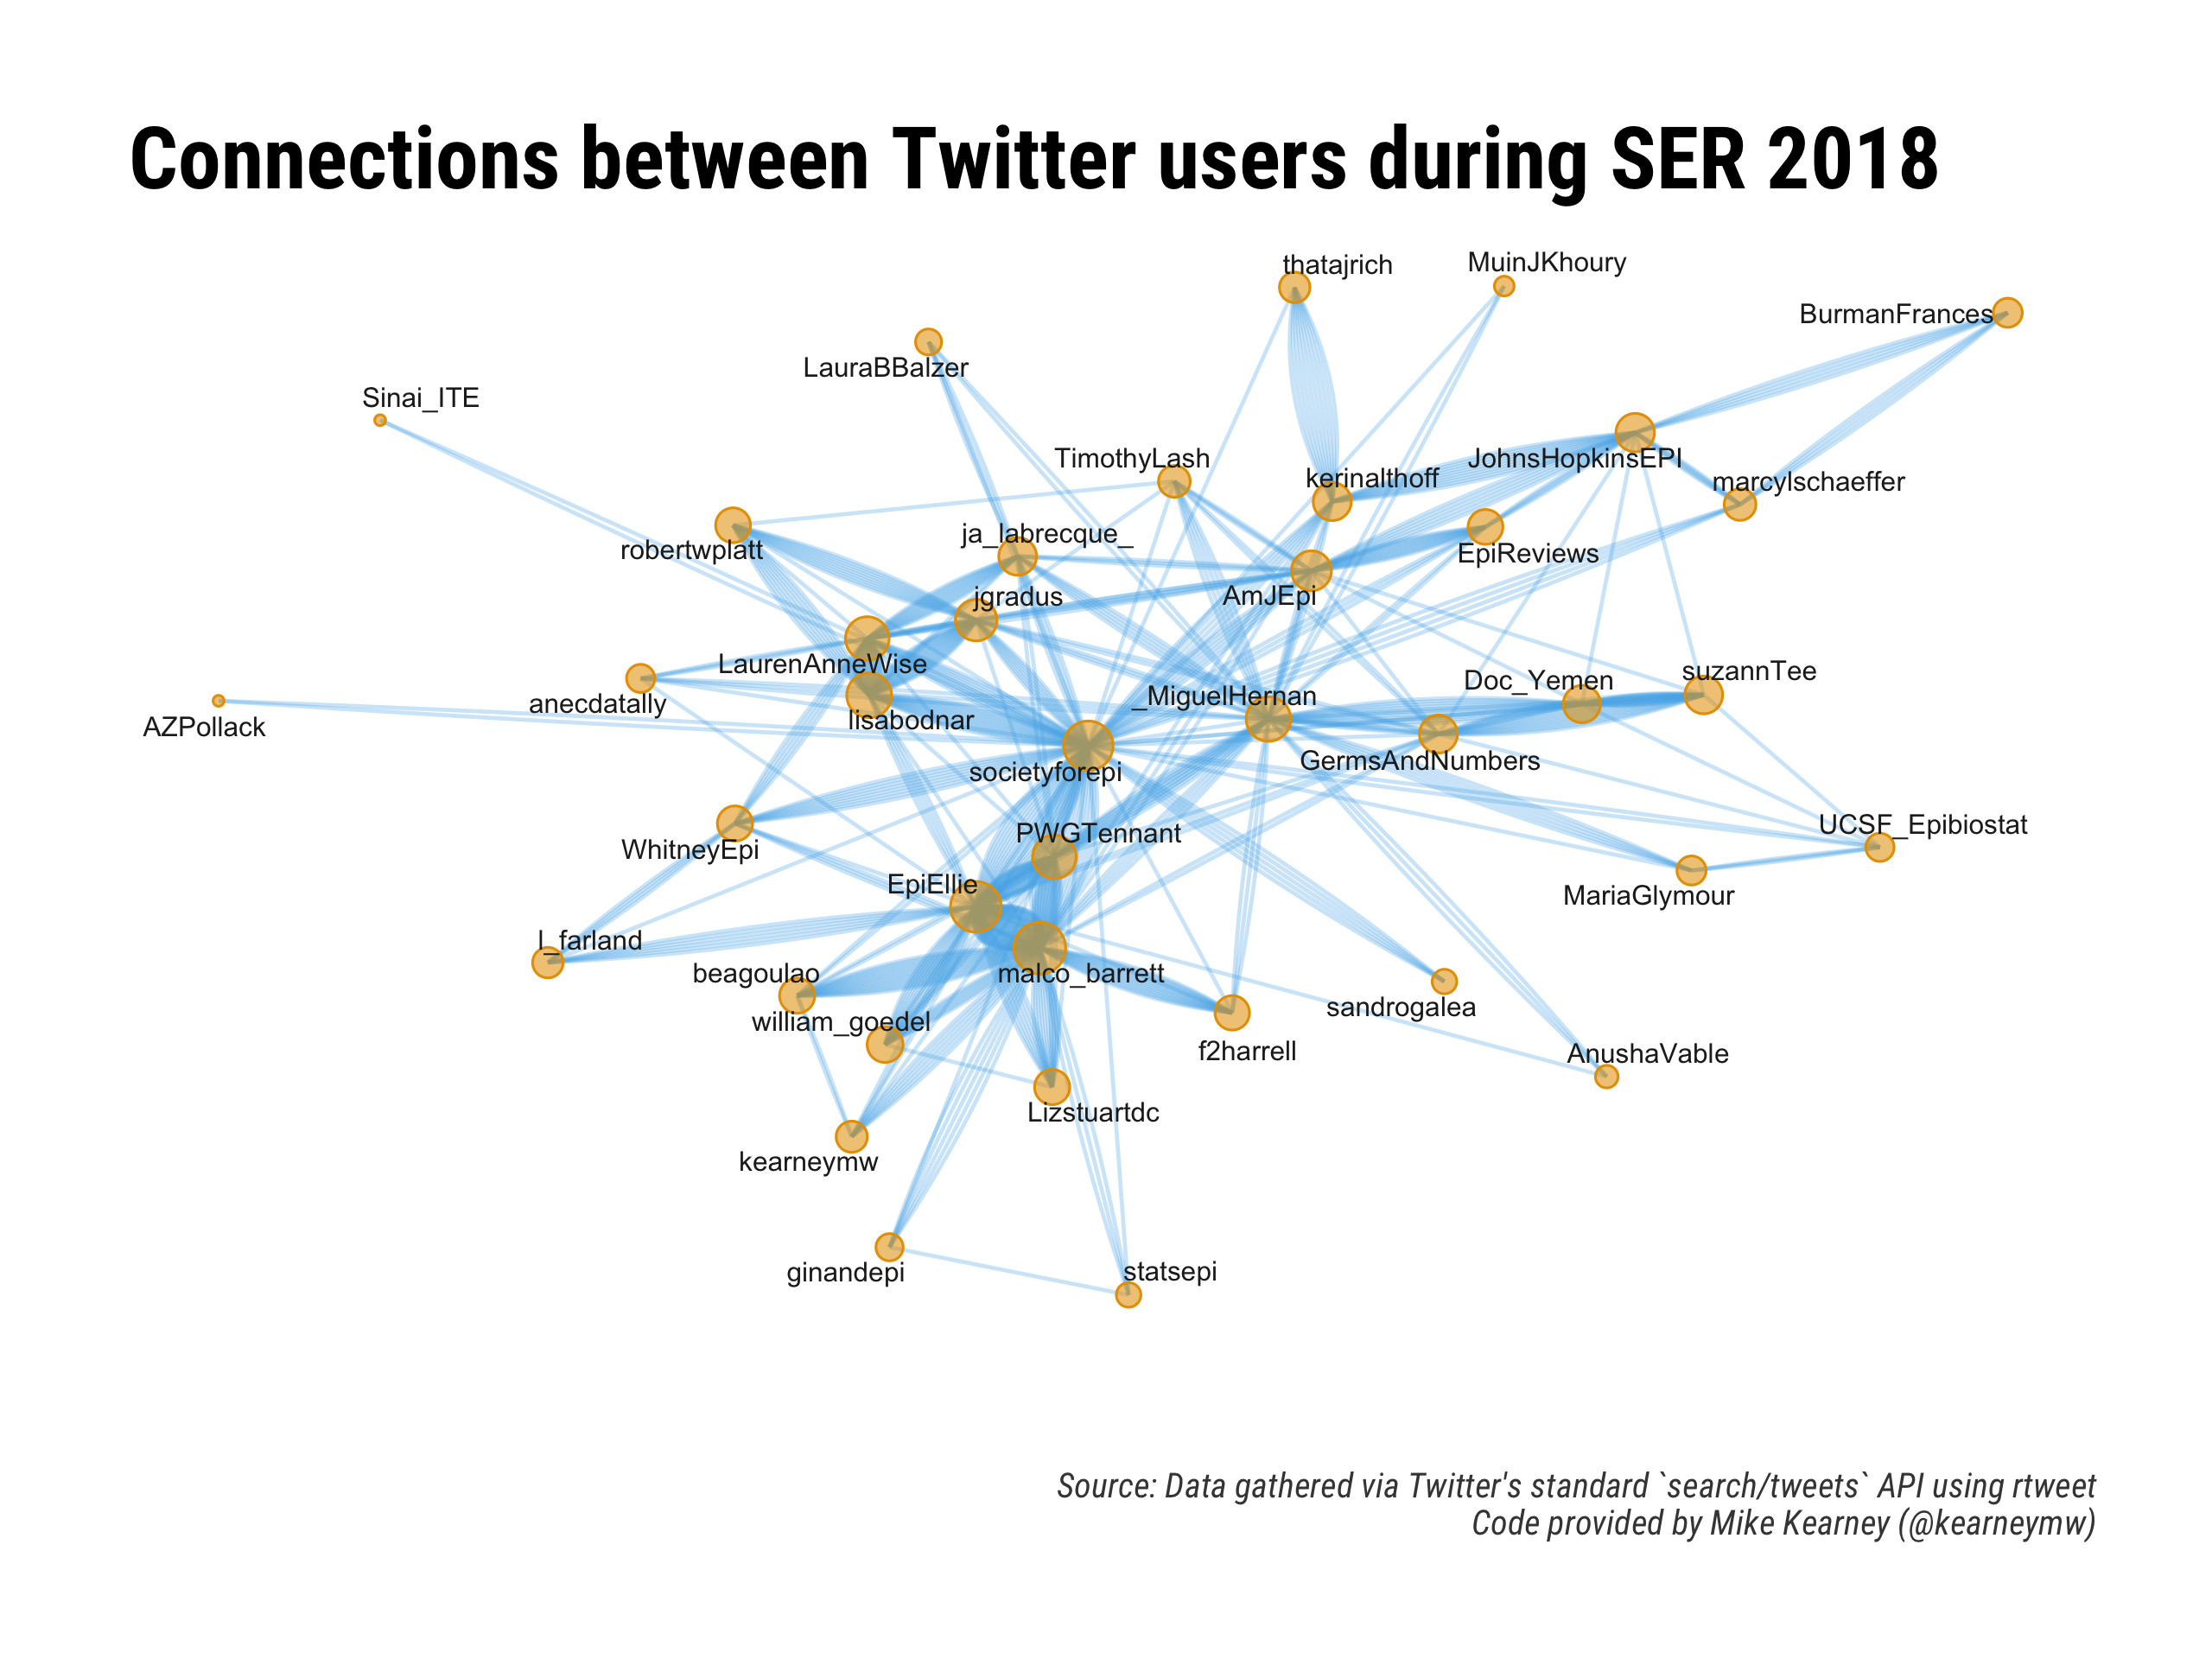 Connections between Twitter users during SER 2018
thatajrich
MuinJKhoury
BurmanFrances
LauraBBalzer
Sinai_ITE
TimothyLash
JohnsHopkinsEPI
kerinalthoff
marcylschaeffer
ja_labrecque_
robertwplatt
EpiReviews
jgradus
AmJEpi
LaurenAnneWise
suzannTee
Doc_Yemen
_MiguelHernan
anecdatally
lisabodnar
AZPollack
GermsAndNumbers
societyforepi
UCSF_Epibiostat
PWGTennant
WhitneyEpi
EpiEllie
MariaGlymour
l_farland
beagoulao
malco_barrett
sandrogalea
william_goedel
f2harrell
AnushaVable
Lizstuartdc
kearneymw
ginandepi
statsepi
Source: Data gathered via Twitter's standard `search/tweets` API using rtweet
Code provided by Mike Kearney (@kearneymw)